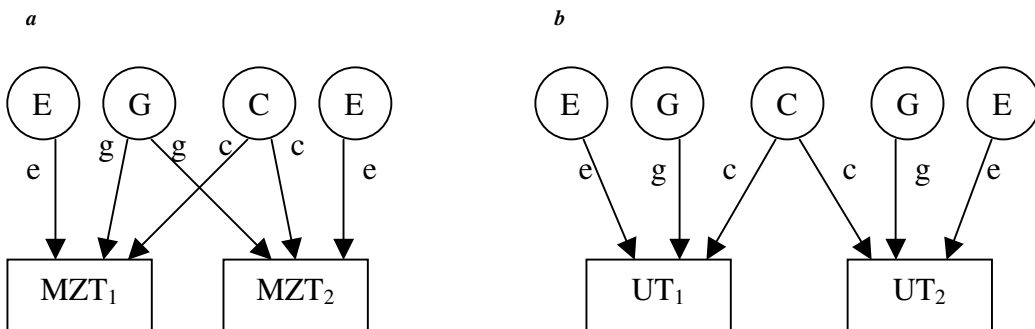 a b
E G C E E G C G E
e g g c c e e g c c g e
MZT₁ MZT₂ UT₁ UT₂